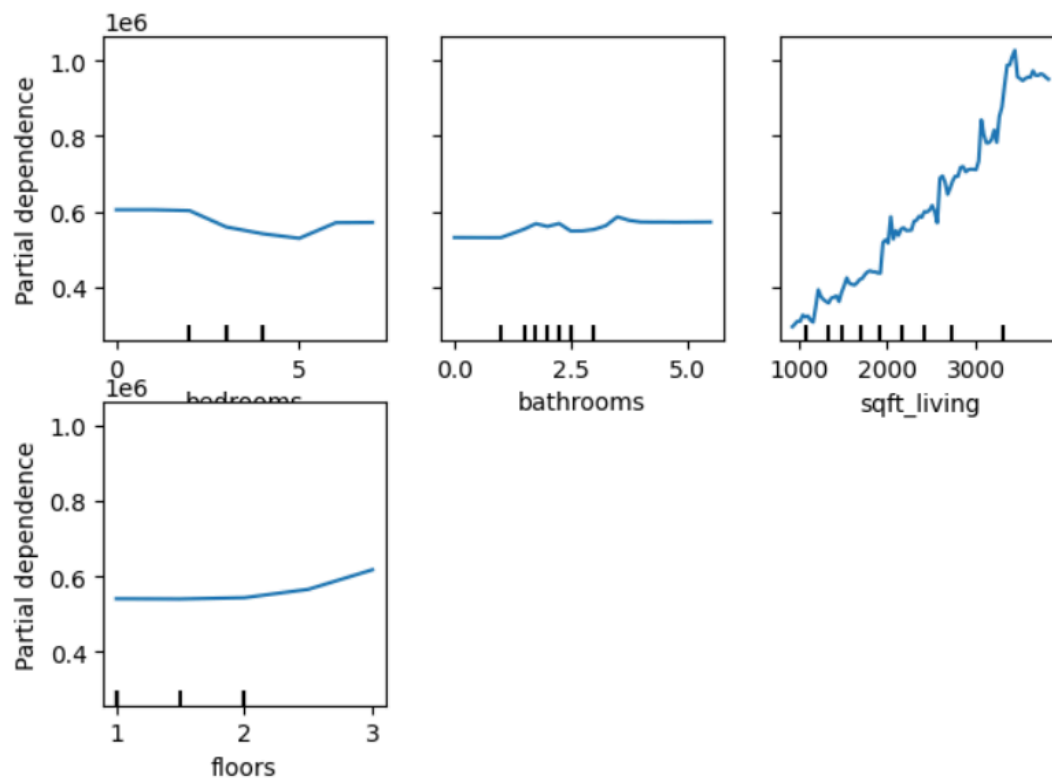 1e6
1.0
0.8
0.6
0.4
Partial dependence
0 5
bedrooms
0.0 2.5 5.0
bathrooms
1000 2000 3000
sqft_living
1e6
1.0
0.8
0.6
0.4
Partial dependence
1 2 3
floors